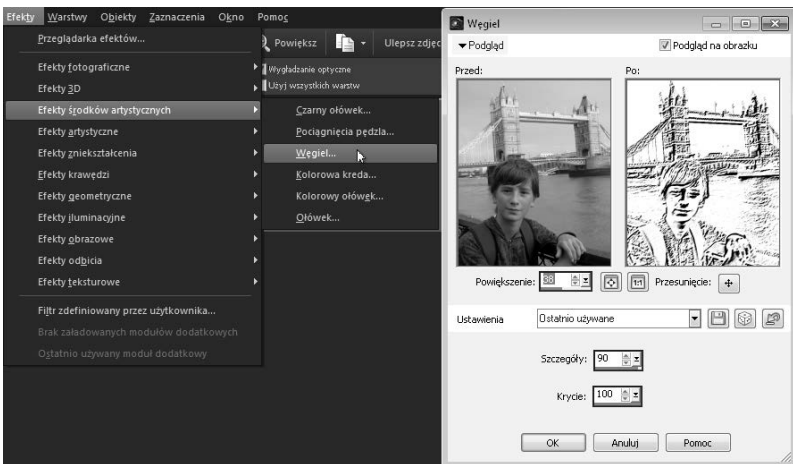 Efekty Warstwy Obiekty Zaznaczenia Okno Pomoc
Przeglądarka efektów...
Efekty fotograficzne
Efekty 3D
Efekty środków artystycznych
Efekty artystyczne
Efekty zniekształcenia
Efekty krawędzi
Efekty geometryczne
Efekty iluminacyjne
Efekty obrazowe
Efekty odbicia
Efekty teksturowe
Filtr zdefiniowany przez użytkownika...
Brak załadowanych modułów dodatkowych
Ostatnio używany moduł dodatkowy
Powiększ Ulepsz zdjęc
Wygładzanie optyczne
Użyj wszystkich warstw
Czarny ołówek...
Pociągnięcia pędzla...
Węgiel...
Kolorowa kreda...
Kolorowy ołówek...
Ołówek...
Węgiel
Podgląd Podgląd na obrazku
Przed: Po:
Powiększenie: 38 1:1 Przesunięcie:
Ustawienia Ostatnio używane
Szczegóły: 90
Krycie: 100
OK Anuluj Pomoc